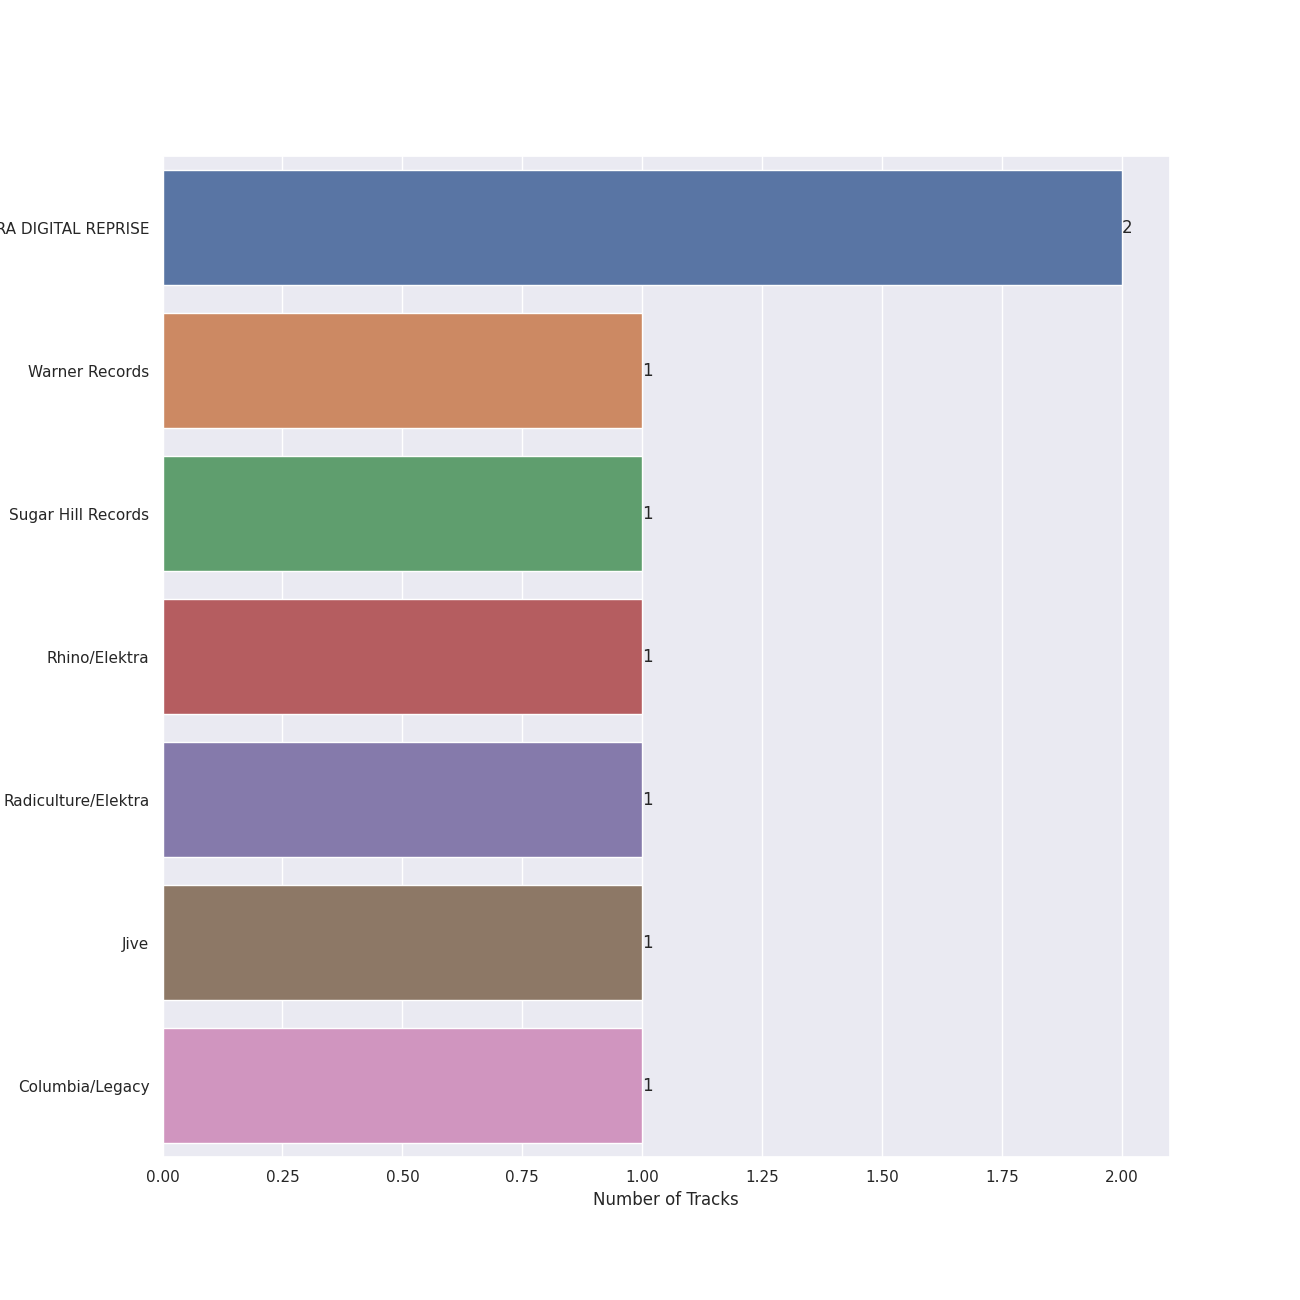 DIGITAL REPRISE
2
Warner Records
1
Sugar Hill Records
1
Rhino/Elektra
1
Radiculture/Elektra
1
Jive
1
Columbia/Legacy
1
0.00 0.25 0.50 0.75 1.00 1.25 1.50 1.75 2.00
Number of Tracks